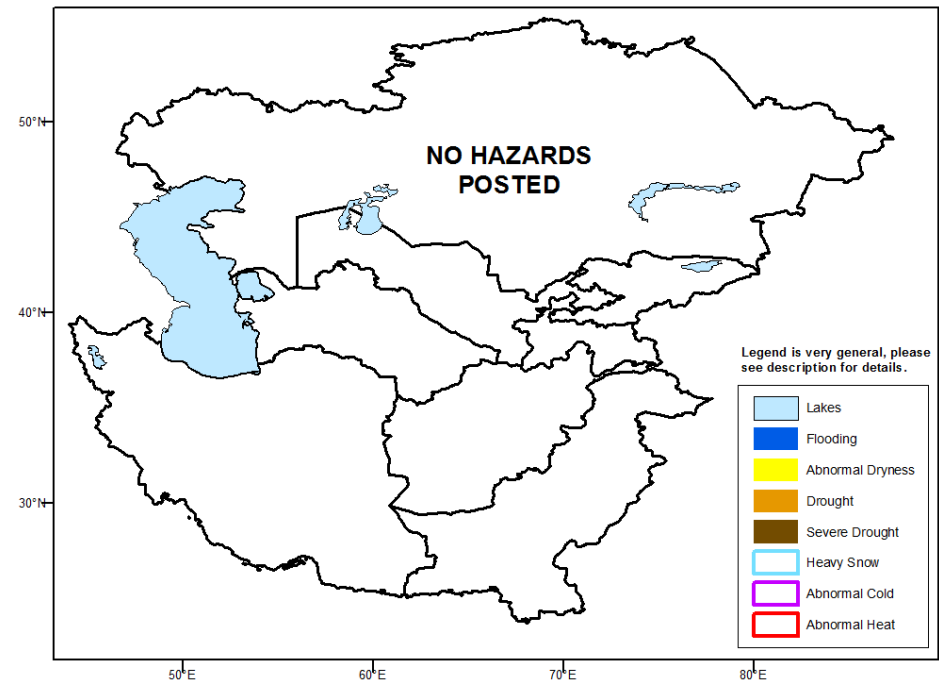 50°N
NO HAZARDS
POSTED
40°N
Legend is very general, please
see description for details.
Lakes
Flooding
Abnormal Dryness
30°N
Drought
Severe Drought
Heavy Snow
Abnormal Cold
Abnormal Heat
50°E
60°E
70°E
80°E